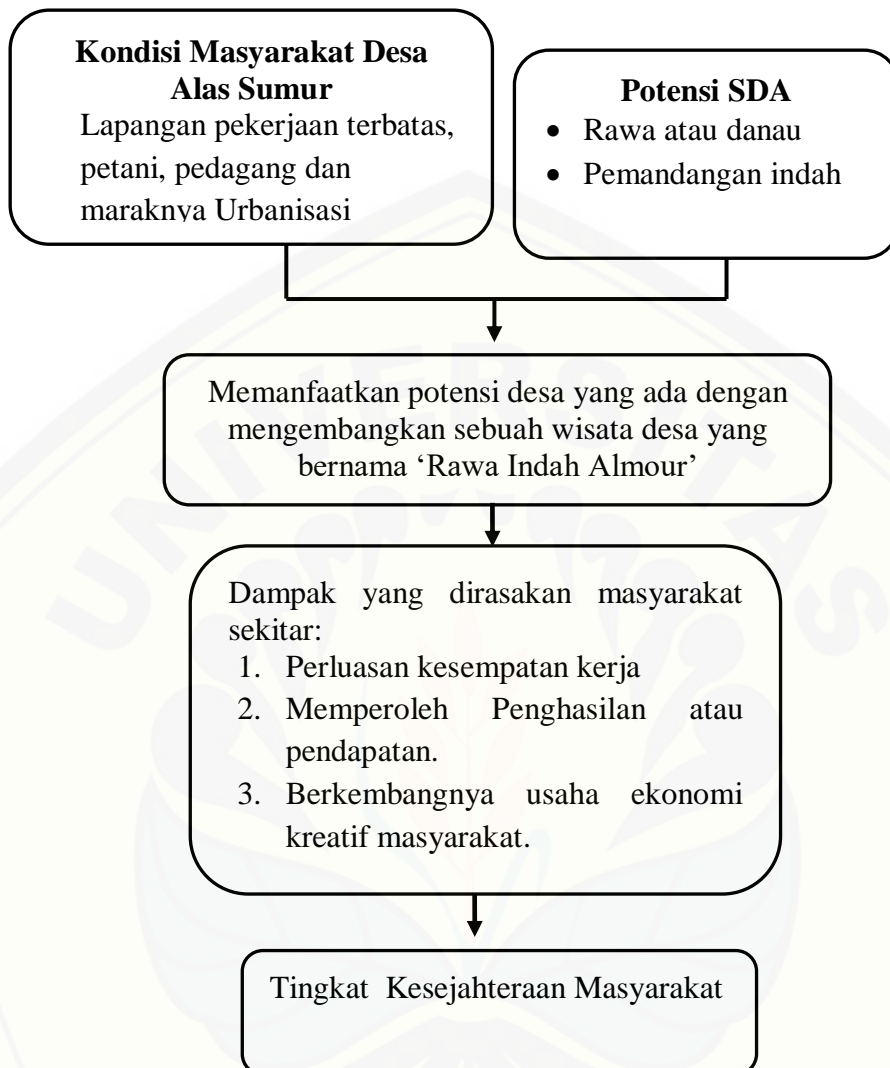 Kondisi Masyarakat Desa
Alas Sumur
Lapangan pekerjaan terbatas,
petani, pedagang dan
maraknya Urbanisasi
Potensi SDA
• Rawa atau danau
• Pemandangan indah
Memanfaatkan potensi desa yang ada dengan
mengembangkan sebuah wisata desa yang
bernama ‘Rawa Indah Almour’
Dampak yang dirasakan masyarakat
sekitar:
1. Perluasan kesempatan kerja
2. Memperoleh Penghasilan atau
pendapatan.
3. Berkembangnya usaha ekonomi
kreatif masyarakat.
Tingkat Kesejahteraan Masyarakat
UNIVERSITAS